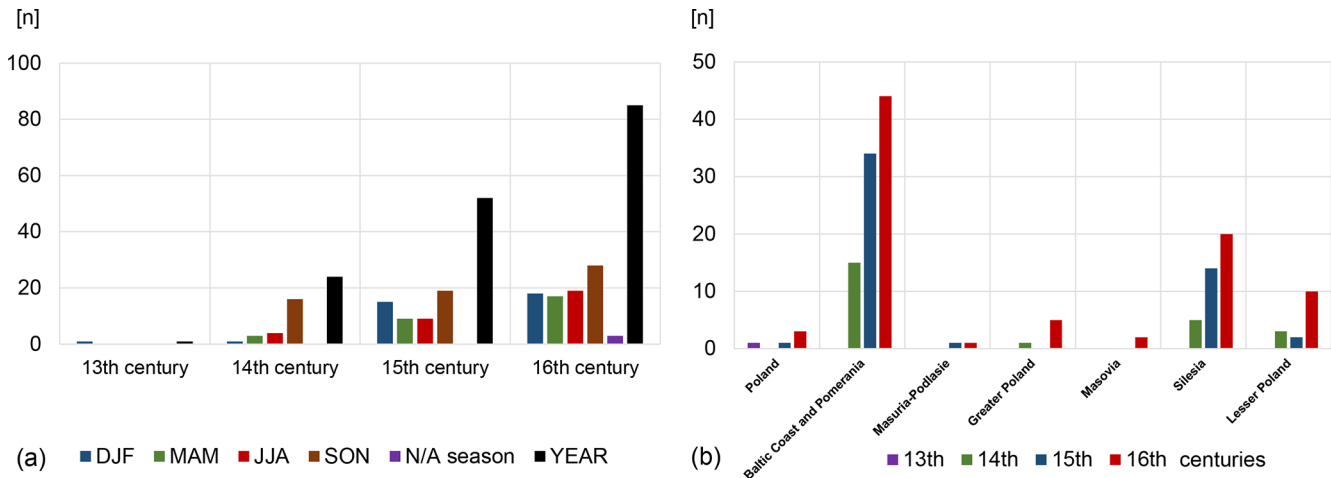 [n]
100
80
60
40
20
0
13th century 14th century 15th century 16th century
(a) DJF MAM JJA SON N/A season YEAR
[n]
50
40
30
20
10
0
Poland
Baltic Coast and Pomerania
Masuria-Podlasie
Greater Poland
Masovia
Silesia
Lesser Poland
(b) 13th 14th 15th 16th centuries